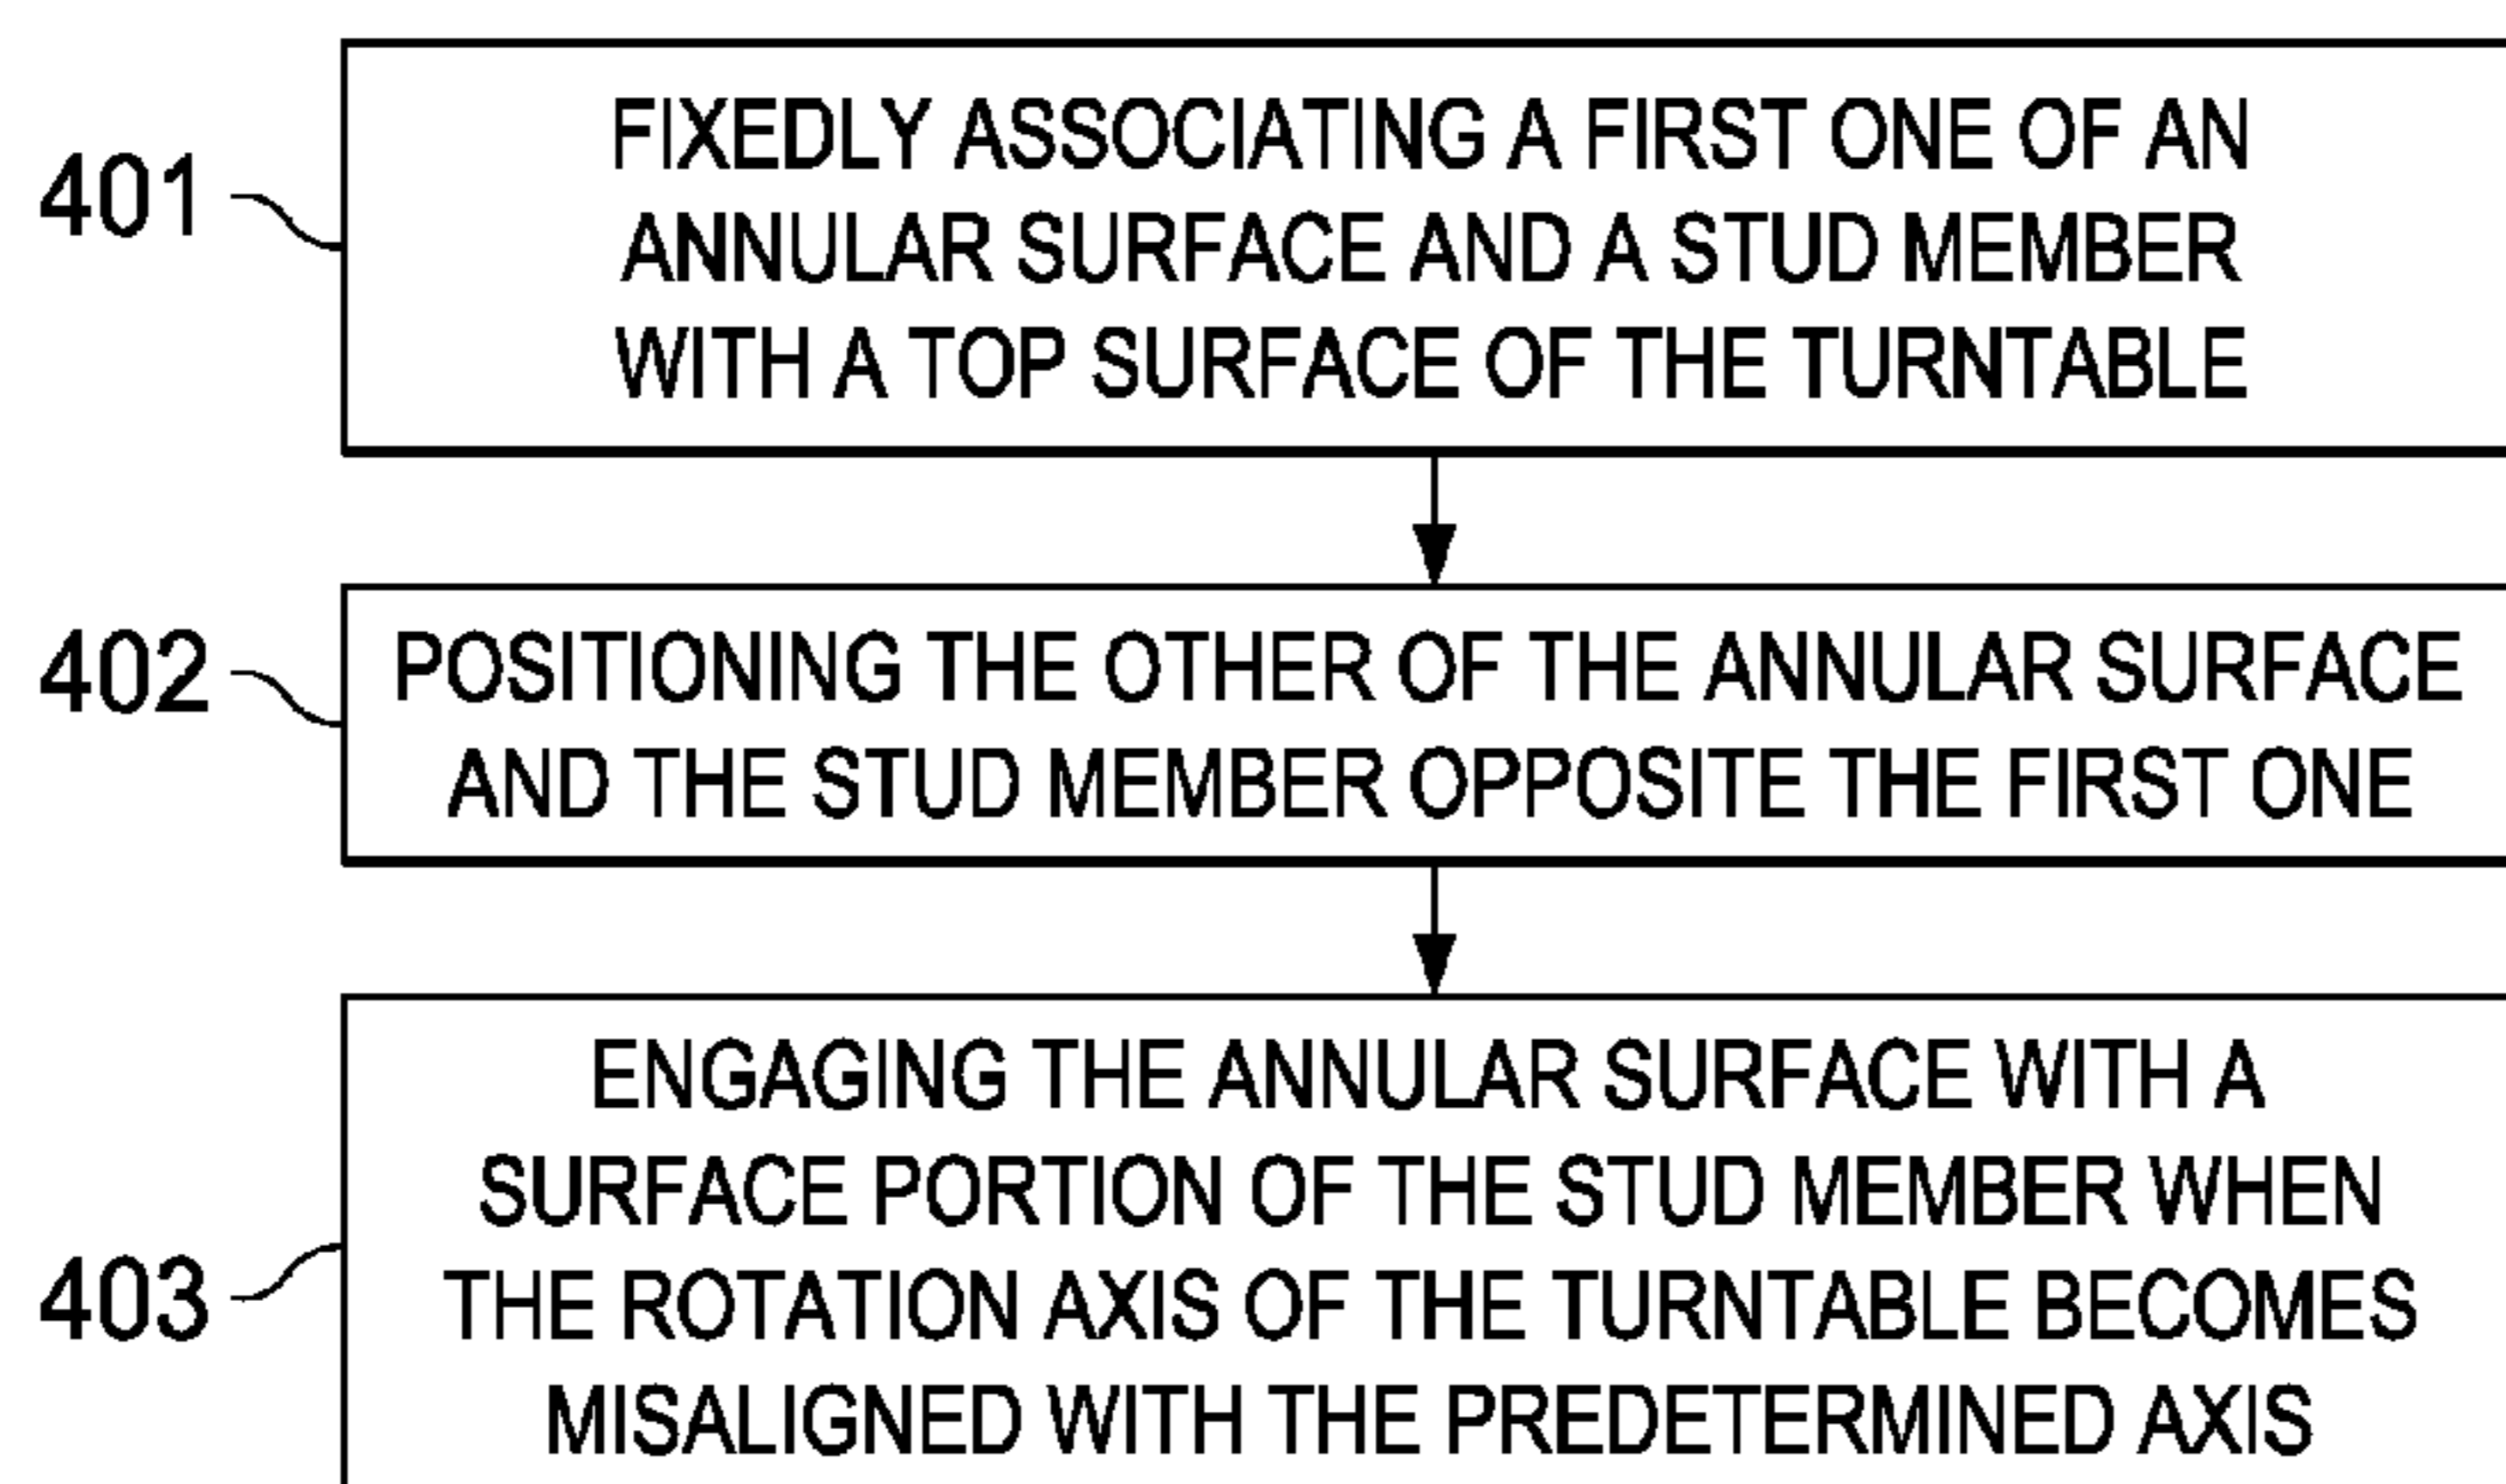 401
FIXEDLY ASSOCIATING A FIRST ONE OF AN
ANNULAR SURFACE AND A STUD MEMBER
WITH A TOP SURFACE OF THE TURNTABLE
402
POSITIONING THE OTHER OF THE ANNULAR SURFACE
AND THE STUD MEMBER OPPOSITE THE FIRST ONE
403
ENGAGING THE ANNULAR SURFACE WITH A
SURFACE PORTION OF THE STUD MEMBER WHEN
THE ROTATION AXIS OF THE TURNTABLE BECOMES
MISALIGNED WITH THE PREDETERMINED AXIS